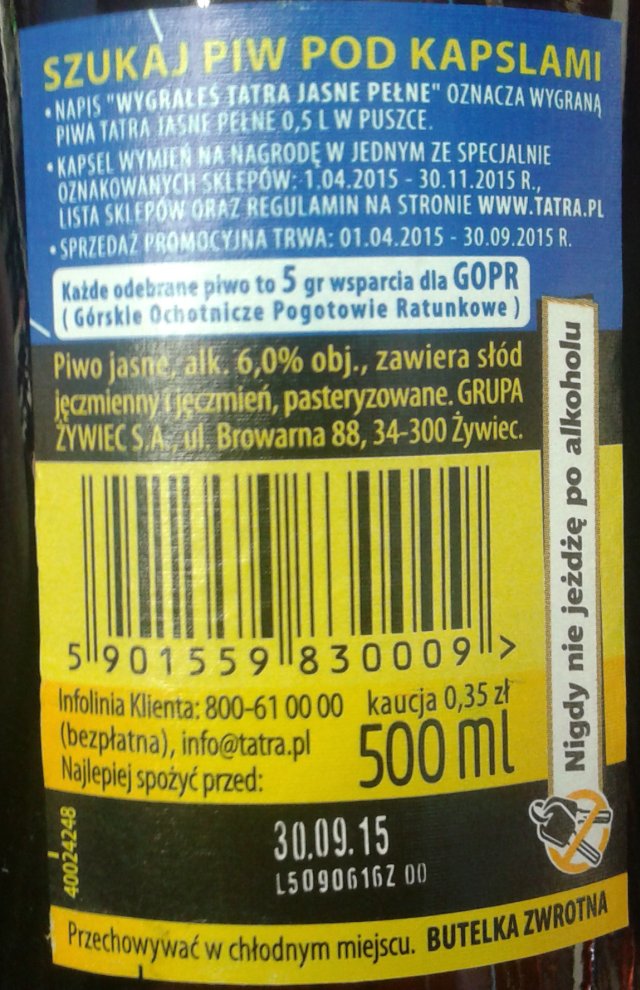 SZUKAJ PIW POD KAPSLAMI
• NAPIS "WYGRAŁEŚ TATRA JASNE PEŁNE" OZNACZA WYGRANĄ
PIWA TATRA JASNE PEŁNE 0,5 L W PUSZCE.
• KAPSEL WYMIEŃ NA NAGRODĘ W JEDNYM ZE SPECJALNIE
OZNAKOWANYCH SKLEPÓW: 1.04.2015 - 30.11.2015 R.,
LISTA SKLEPÓW ORAZ REGULAMIN NA STRONIE WWW.TATRA.PL
• SPRZEDAŻ PROMOCYJNA TRWA: 01.04.2015 - 30.09.2015 R.
Każde odebrane piwo to 5 gr wsparcia dla GOPR
( Górskie Ochotnicze Pogotowie Ratunkowe )
Piwo jasne, alk. 6,0% obj., zawiera słód
jęczmienny i jęczmień, pasteryzowane. GRUPA
ŻYWIEC S.A., ul. Browarna 88, 34-300 Żywiec.
5 901559 830009 >
Infolinia Klienta: 800-61 00 00
(bezpłatna), info@tatra.pl
Najlepiej spożyć przed:
kaucja 0,35 zł
500 ml
Nigdy nie jeżdżę po alkoholu
30.09.15
L5090616Z 00
40024248
Przechowywać w chłodnym miejscu. BUTELKA ZWROTNA